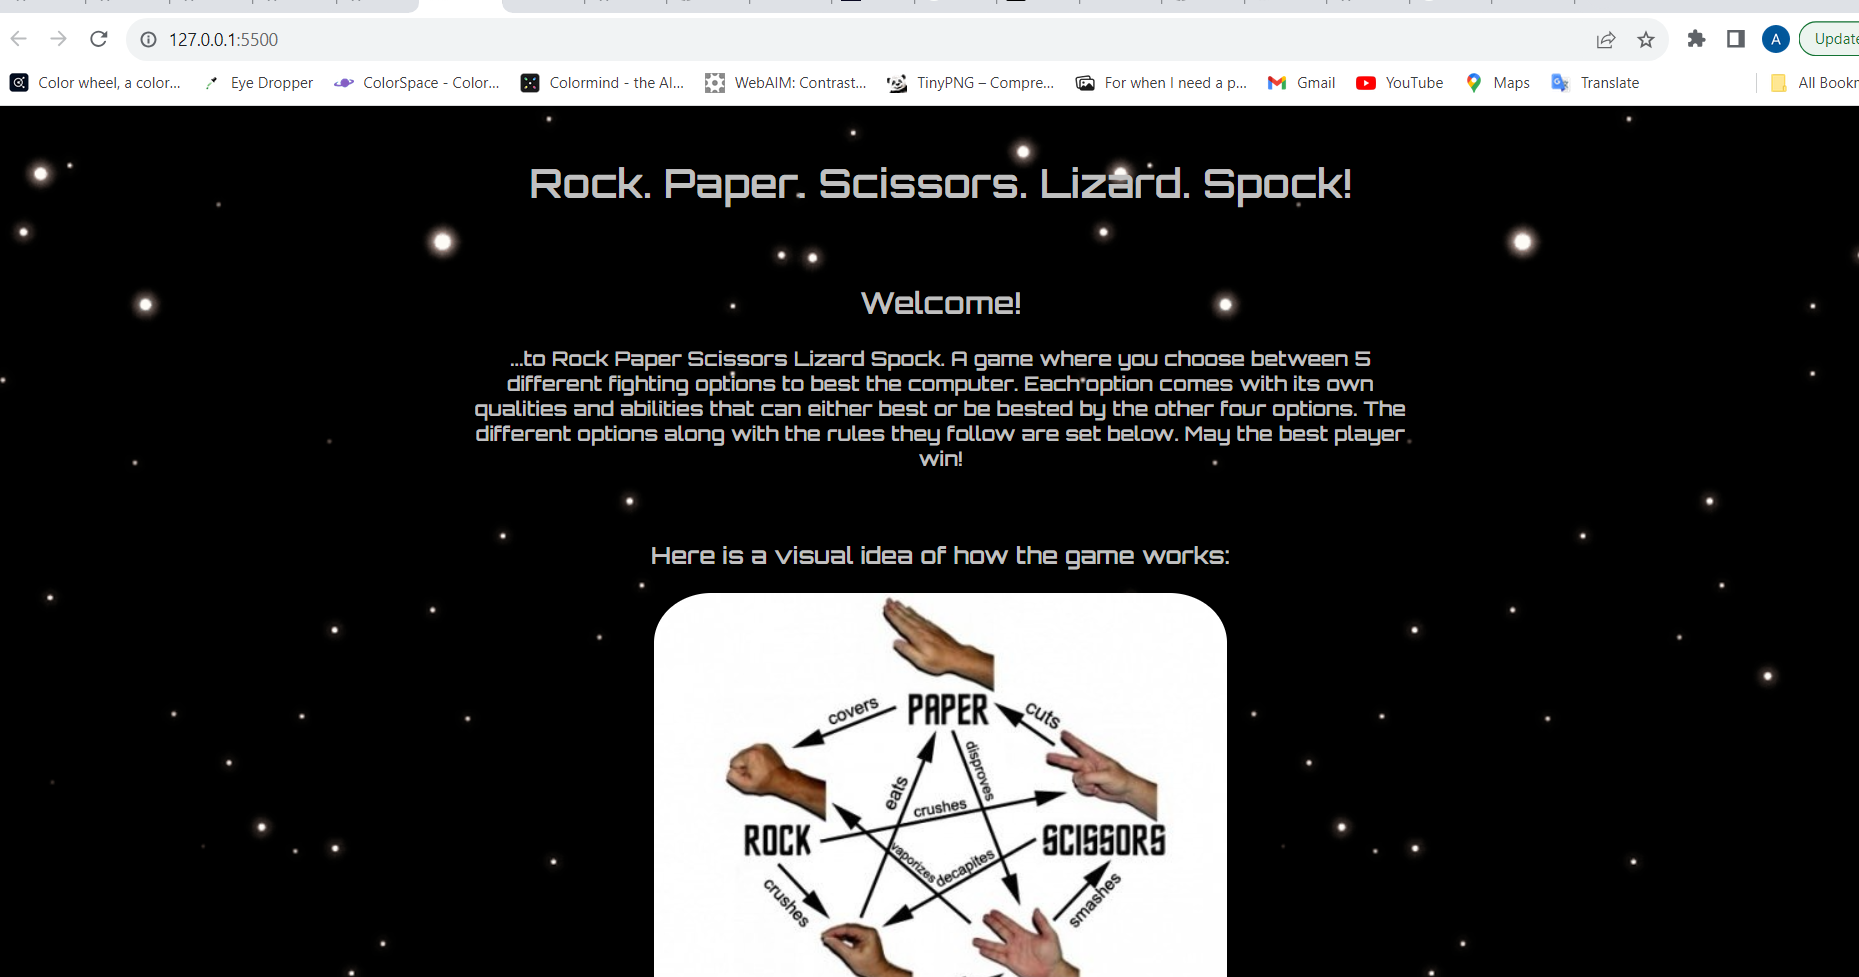 127.0.0.1:5500
A
Update
Color wheel, a color...
Eye Dropper
ColorSpace - Color...
Colormind - the AI...
WebAIM: Contrast...
TinyPNG – Compre...
For when I need a p...
Gmail
YouTube
Maps
Translate
All Bookm
Rock. Paper. Scissors. Lizard. Spock!
Welcome!
...to Rock Paper Scissors Lizard Spock. A game where you choose between 5
different fighting options to best the computer. Each option comes with its own
qualities and abilities that can either best or be bested by the other four options. The
different options along with the rules they follow are set below. May the best player
win!
Here is a visual idea of how the game works:
covers
PAPER
cuts
disproves
eats
crushes
ROCK
SCISSORS
vaporizes
decapites
crushes
smashes